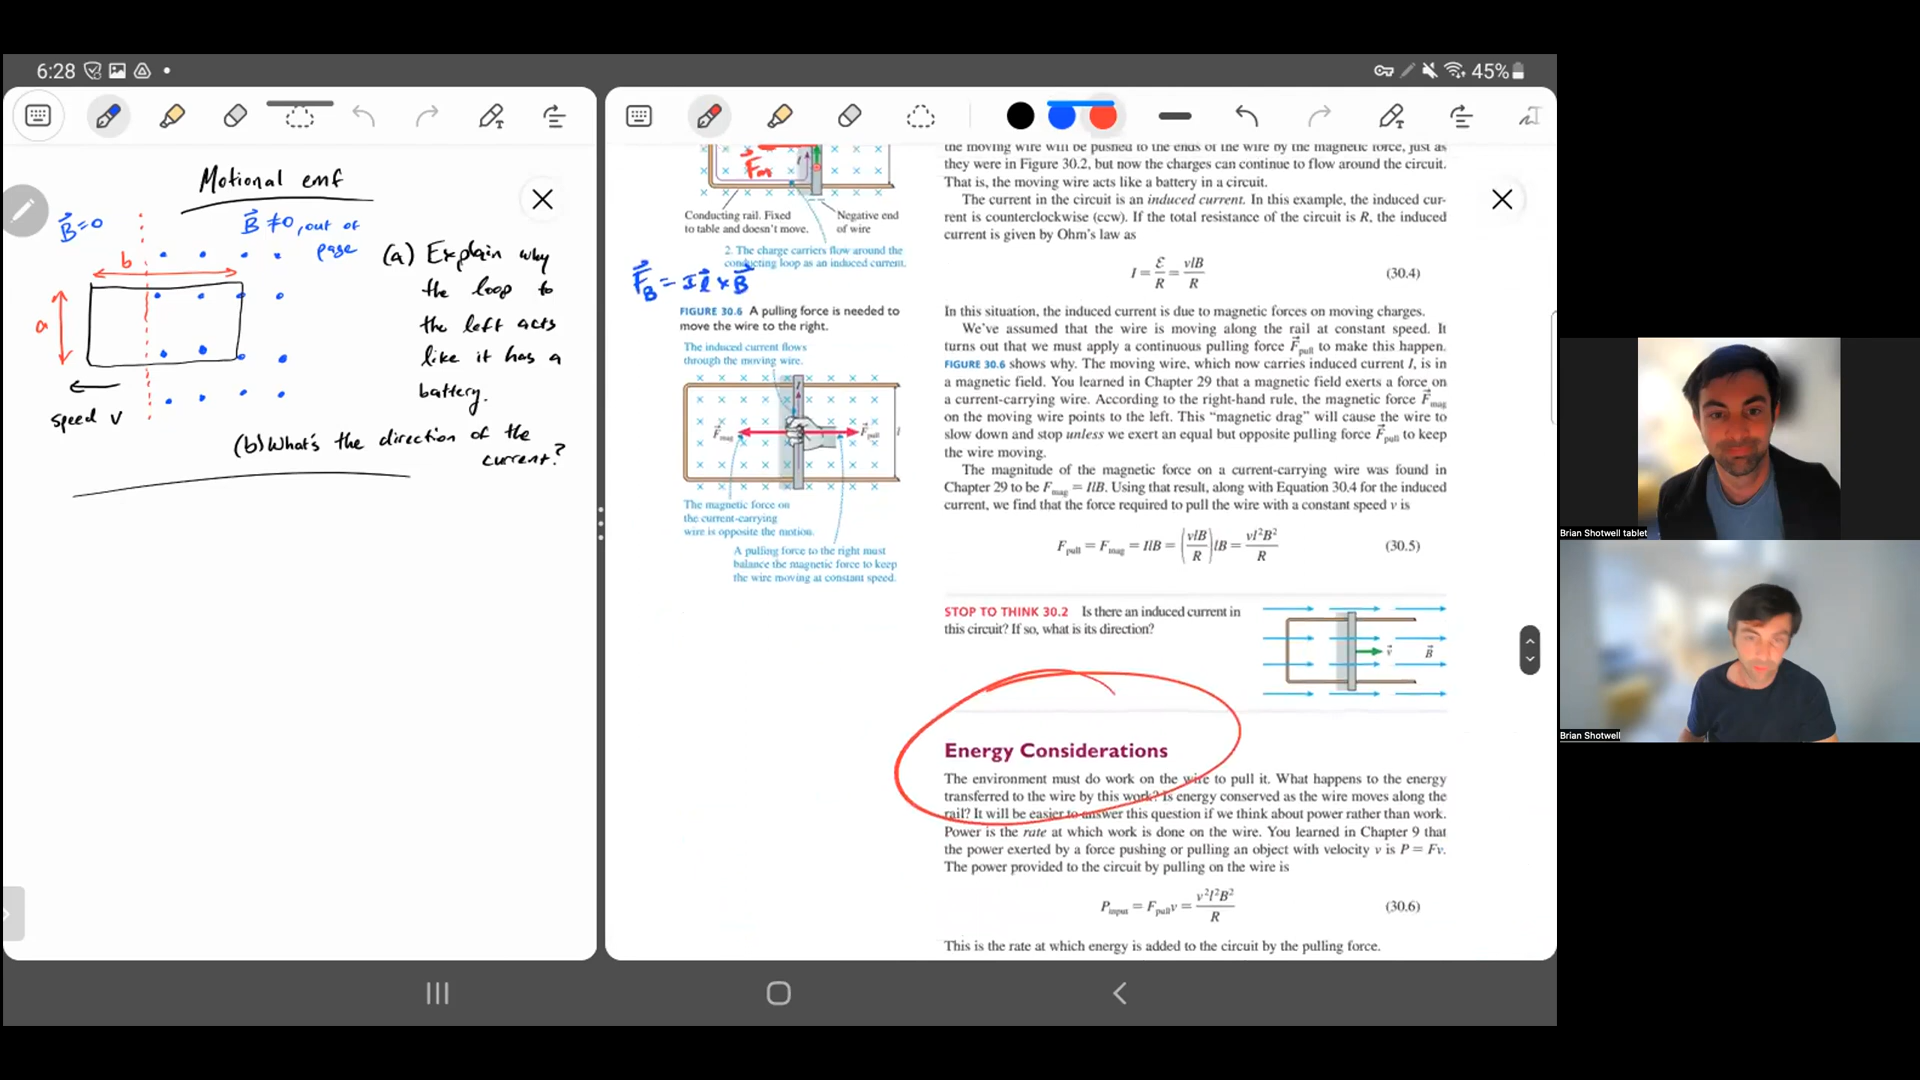 6:28
45%
Motional emf
B⃗=0
B⃗ ≠0, out of
page
b
a
speed v
(a) Explain why
the loop to
the left acts
like it has a
battery.
(b) What's the direction of the
current?
F⃗m
I
Conducting rail. Fixed
to table and doesn't move.
Negative end
of wire
2. The charge carriers flow around the
conducting loop as an induced current.
F⃗B = I l⃗ × B⃗
FIGURE 30.6 A pulling force is needed to
move the wire to the right.
The induced current flows
through the moving wire.
I
F⃗mag
F⃗pull
l
The magnetic force on
the current-carrying
wire is opposite the motion.
A pulling force to the right must
balance the magnetic force to keep
the wire moving at constant speed.
the moving wire will be pushed to the ends of the wire by the magnetic force, just as
they were in Figure 30.2, but now the charges can continue to flow around the circuit.
That is, the moving wire acts like a battery in a circuit.
The current in the circuit is an induced current. In this example, the induced cur-
rent is counterclockwise (ccw). If the total resistance of the circuit is R, the induced
current is given by Ohm's law as
I = ℰ/R = vlB/R (30.4)
In this situation, the induced current is due to magnetic forces on moving charges.
We've assumed that the wire is moving along the rail at constant speed. It
turns out that we must apply a continuous pulling force F⃗pull to make this happen.
FIGURE 30.6 shows why. The moving wire, which now carries induced current I, is in
a magnetic field. You learned in Chapter 29 that a magnetic field exerts a force on
a current-carrying wire. According to the right-hand rule, the magnetic force F⃗mag
on the moving wire points to the left. This “magnetic drag” will cause the wire to
slow down and stop unless we exert an equal but opposite pulling force F⃗pull to keep
the wire moving.
The magnitude of the magnetic force on a current-carrying wire was found in
Chapter 29 to be Fmag = IlB. Using that result, along with Equation 30.4 for the induced
current, we find that the force required to pull the wire with a constant speed v is
Fpull = Fmag = IlB = (vlB/R)lB = vl²B²/R (30.5)
STOP TO THINK 30.2 Is there an induced current in
this circuit? If so, what is its direction?
v⃗
B⃗
Energy Considerations
The environment must do work on the wire to pull it. What happens to the energy
transferred to the wire by this work? Is energy conserved as the wire moves along the
rail? It will be easier to answer this question if we think about power rather than work.
Power is the rate at which work is done on the wire. You learned in Chapter 9 that
the power exerted by a force pushing or pulling an object with velocity v is P = Fv.
The power provided to the circuit by pulling on the wire is
Pinput = Fpullv = v²l²B²/R (30.6)
This is the rate at which energy is added to the circuit by the pulling force.
Brian Shotwell tablet
Brian Shotwell